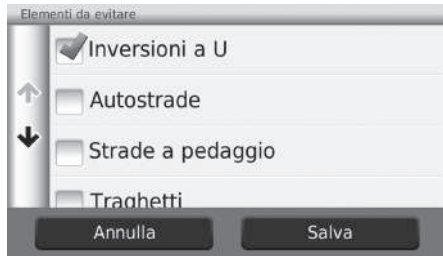 Elementi da evitare
Inversioni a U
Autostrade
Strade a pedaggio
Traghetti
Annulla
Salva